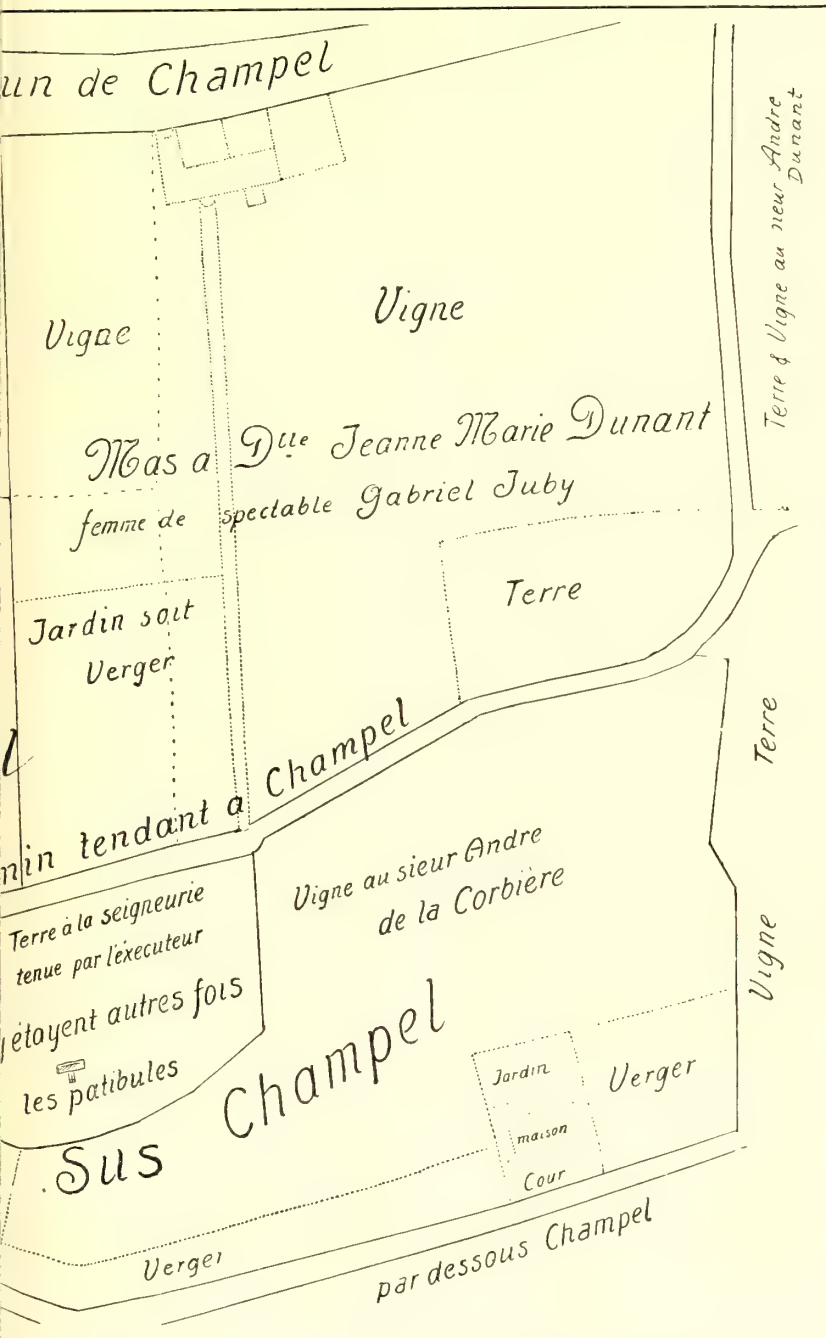 un de Champel
Terre & Vigne au sieur Andre
Dunant
Vigne
Vigne
Mas a Dlle Jeanne Marie Dunant
femme de spectable Gabriel Juby
Jardin soit
Verger
Terre
Terre
min tendant a Champel
Vigne au sieur Andre
de la Corbière
Terre à la seigneurie
tenue par l'éxecuteur
étoyent autres fois
les patibules
Vigne
Sus Champel
Jardin
Verger
maison
Cour
Verger
par dessous Champel